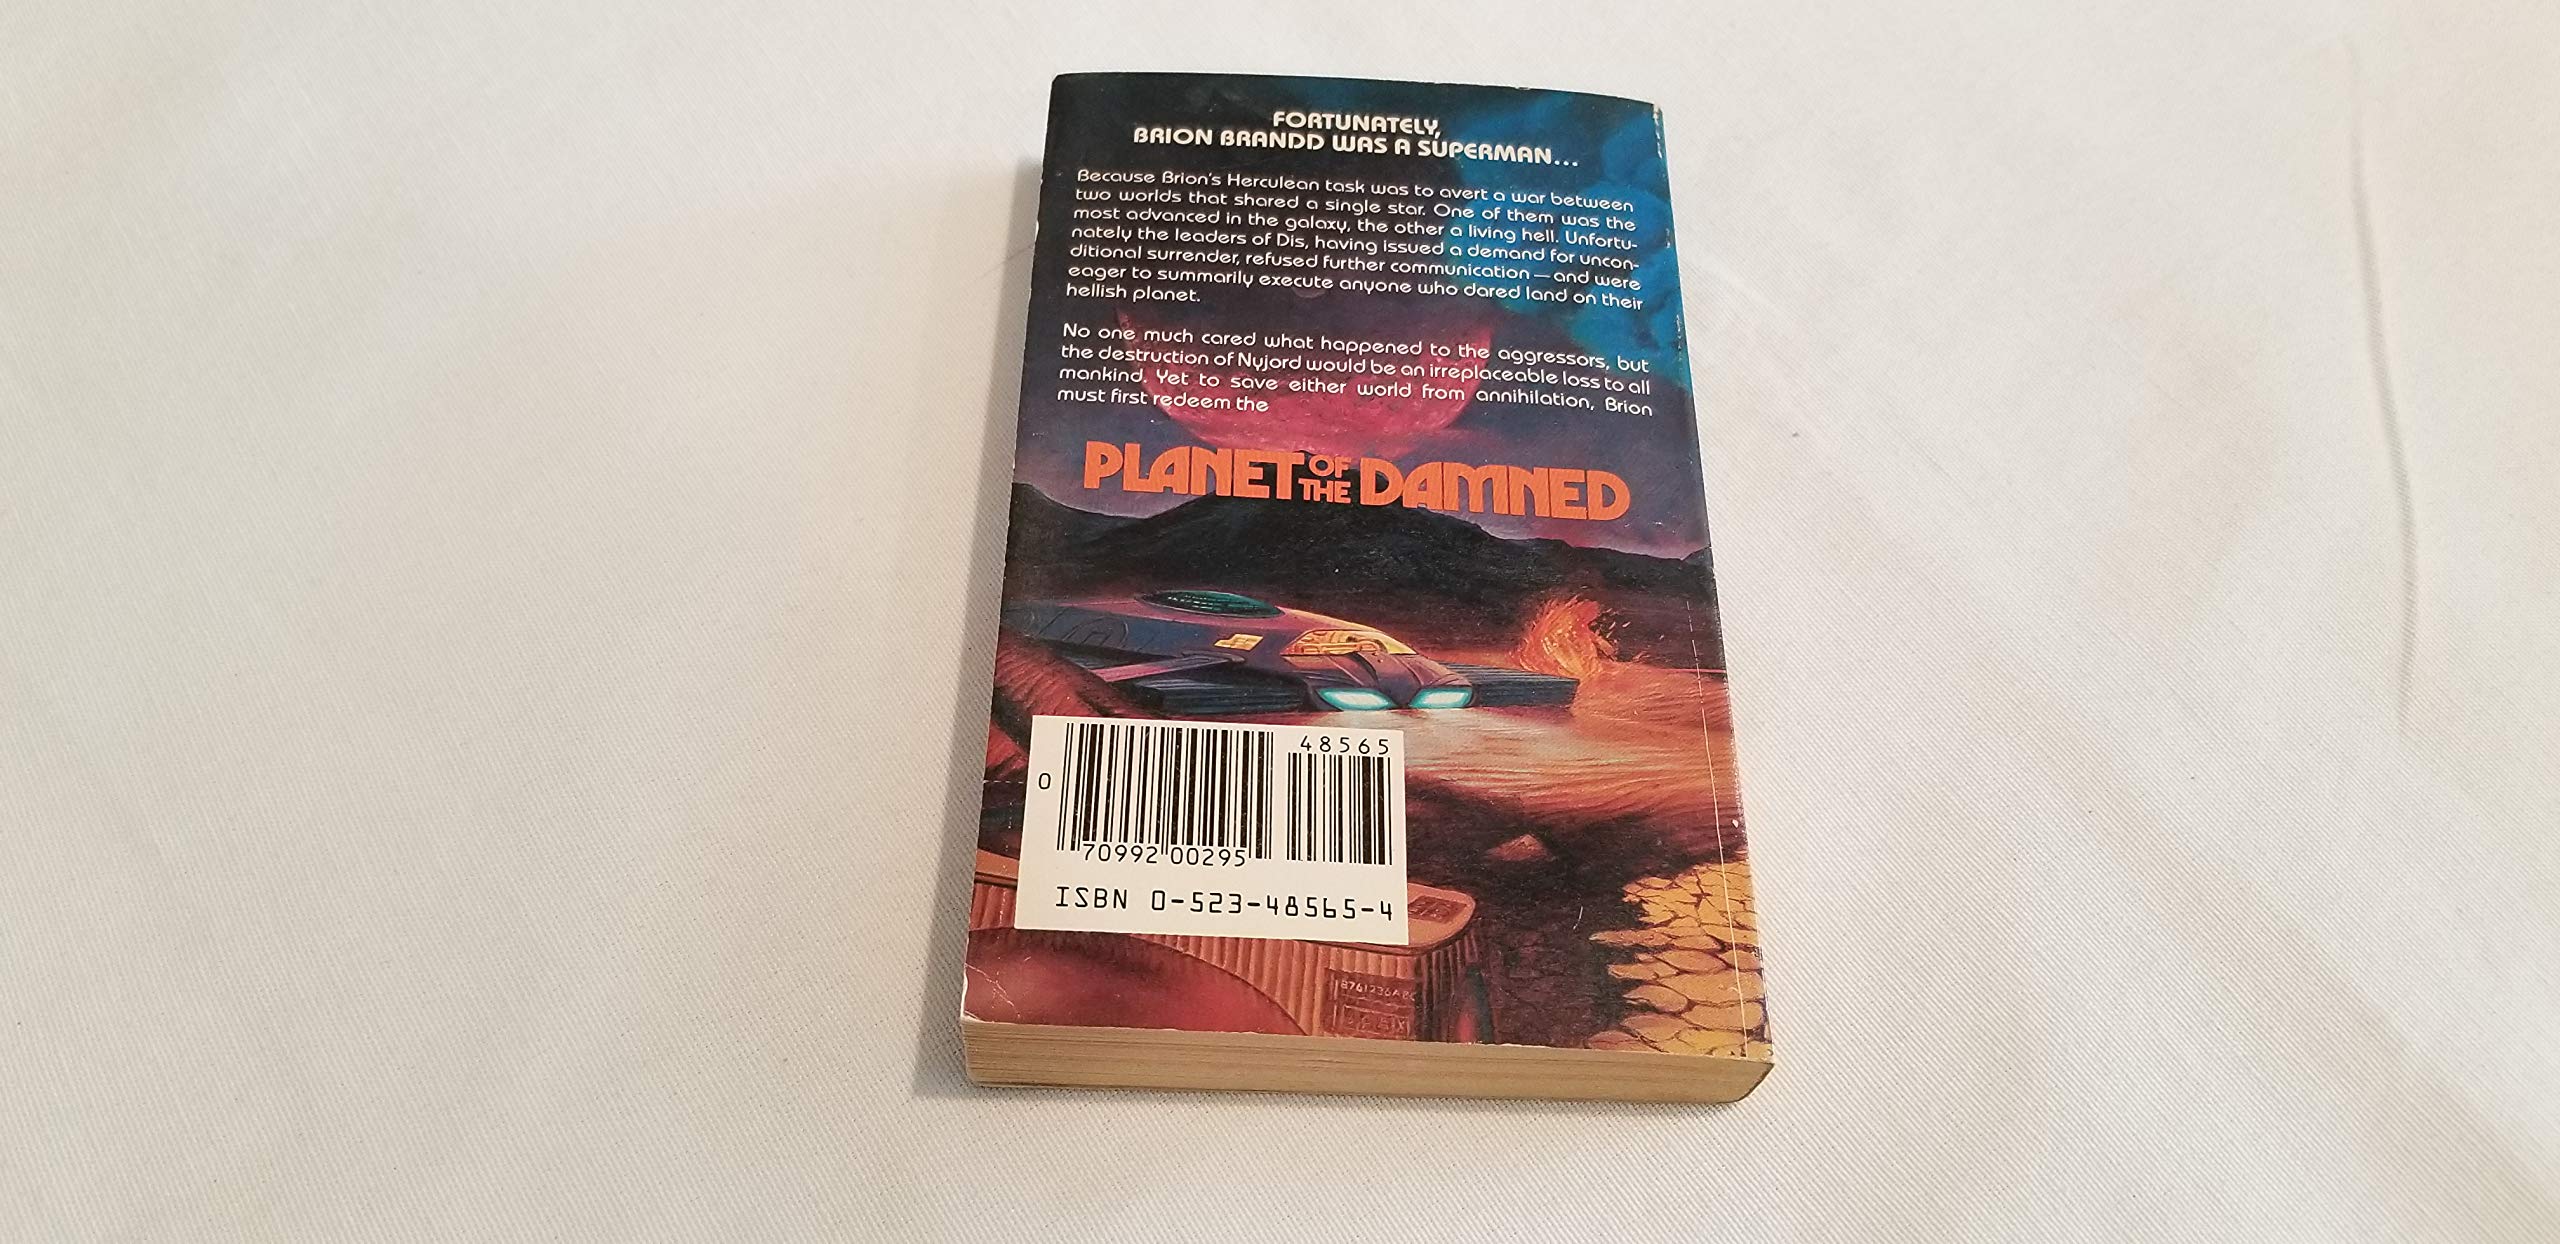 FORTUNATELY,
BRION BRANDD WAS A SUPERMAN...
Because Brion's Herculean task was to avert a war between
two worlds that shared a single star. One of them was the
most advanced in the galaxy, the other a living hell. Unfortu-
nately the leaders of Dis, having issued a demand for uncon-
ditional surrender, refused further communication—and were
eager to summarily execute anyone who dared land on their
hellish planet.
No one much cared what happened to the aggressors, but
the destruction of Nyjord would be an irreplaceable loss to all
mankind. Yet to save either world from annihilation, Brion
must first redeem the
PLANET OF THE DAMNED
48565
0
70992 00295
ISBN 0-523-48565-4